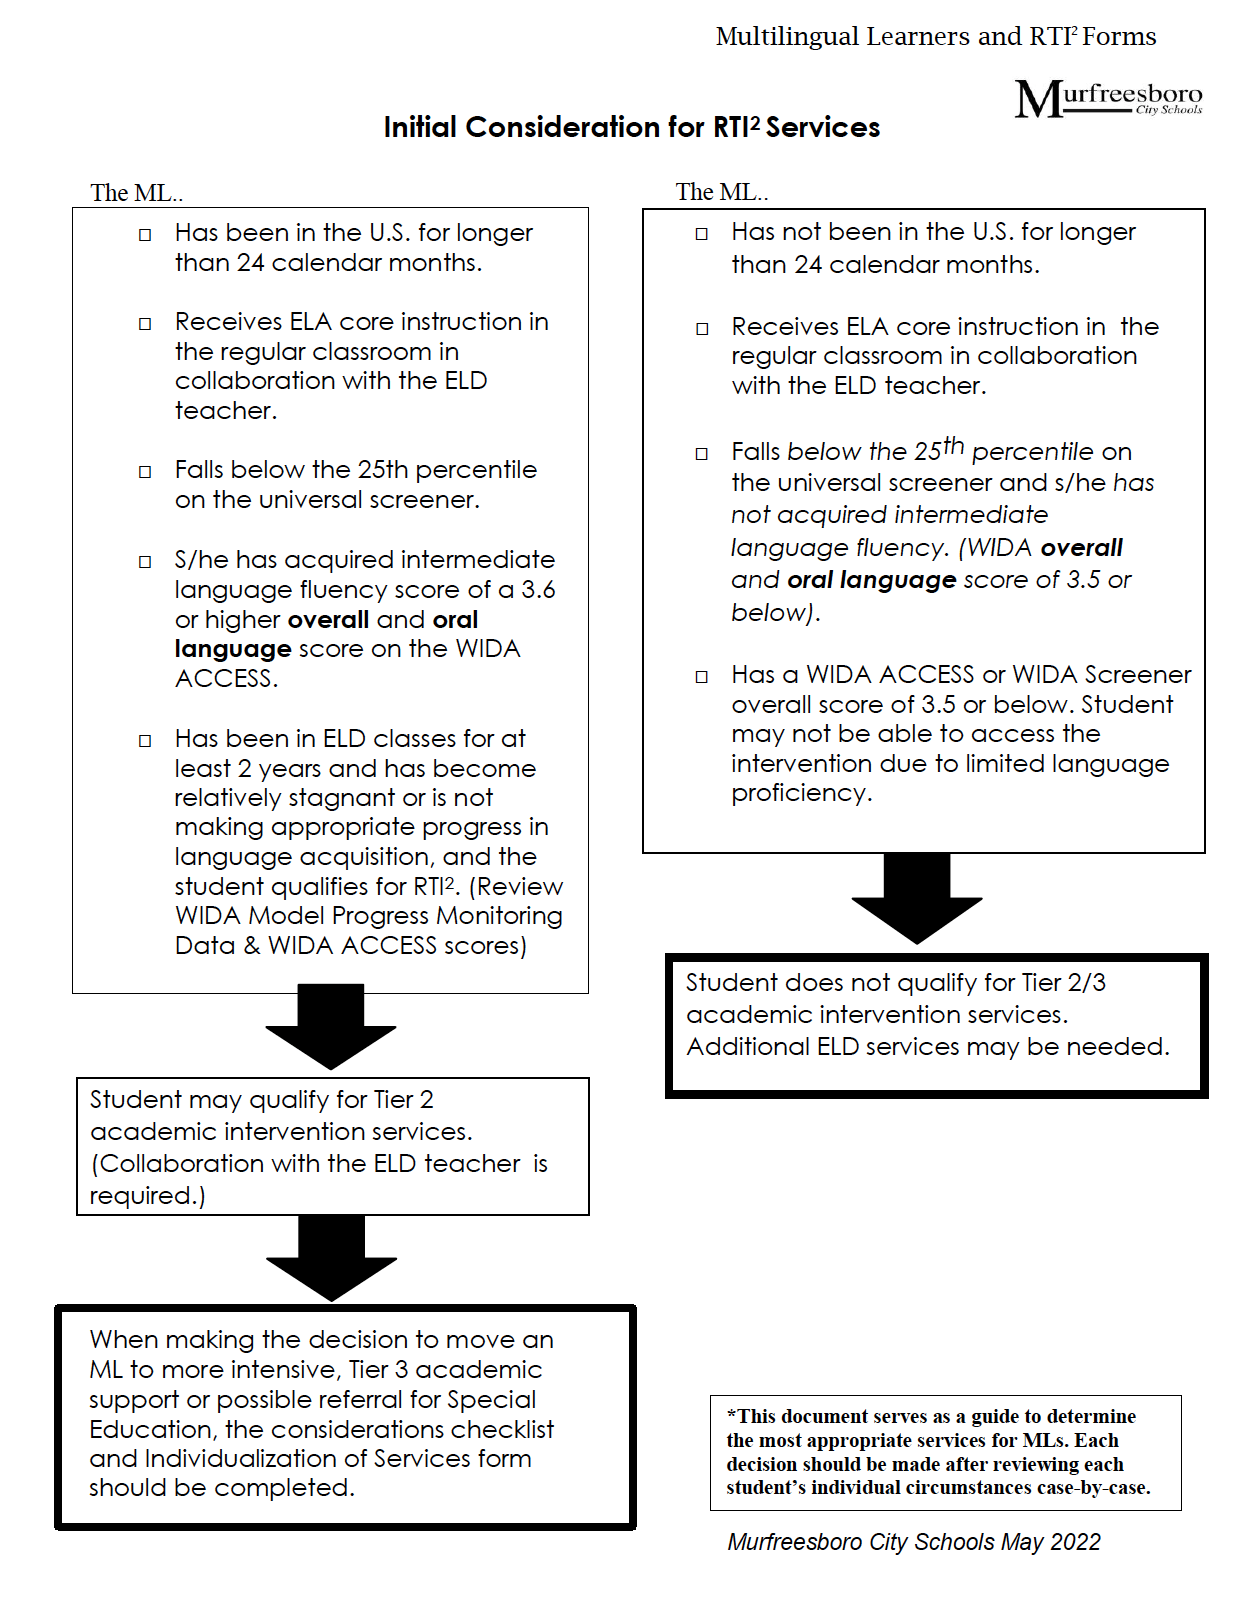 Multilingual Learners and RTI² Forms
Murfreesboro
City Schools
Initial Consideration for RTI² Services
The ML..
□ Has been in the U.S. for longer
than 24 calendar months.
□ Receives ELA core instruction in
the regular classroom in
collaboration with the ELD
teacher.
□ Falls below the 25th percentile
on the universal screener.
□ S/he has acquired intermediate
language fluency score of a 3.6
or higher overall and oral
language score on the WIDA
ACCESS.
□ Has been in ELD classes for at
least 2 years and has become
relatively stagnant or is not
making appropriate progress in
language acquisition, and the
student qualifies for RTI². (Review
WIDA Model Progress Monitoring
Data & WIDA ACCESS scores)
Student may qualify for Tier 2
academic intervention services.
(Collaboration with the ELD teacher is
required.)
When making the decision to move an
ML to more intensive, Tier 3 academic
support or possible referral for Special
Education, the considerations checklist
and Individualization of Services form
should be completed.
The ML..
□ Has not been in the U.S. for longer
than 24 calendar months.
□ Receives ELA core instruction in the
regular classroom in collaboration
with the ELD teacher.
□ Falls below the 25th percentile on
the universal screener and s/he has
not acquired intermediate
language fluency. (WIDA overall
and oral language score of 3.5 or
below).
□ Has a WIDA ACCESS or WIDA Screener
overall score of 3.5 or below. Student
may not be able to access the
intervention due to limited language
proficiency.
Student does not qualify for Tier 2/3
academic intervention services.
Additional ELD services may be needed.
*This document serves as a guide to determine
the most appropriate services for MLs. Each
decision should be made after reviewing each
student's individual circumstances case-by-case.
Murfreesboro City Schools May 2022